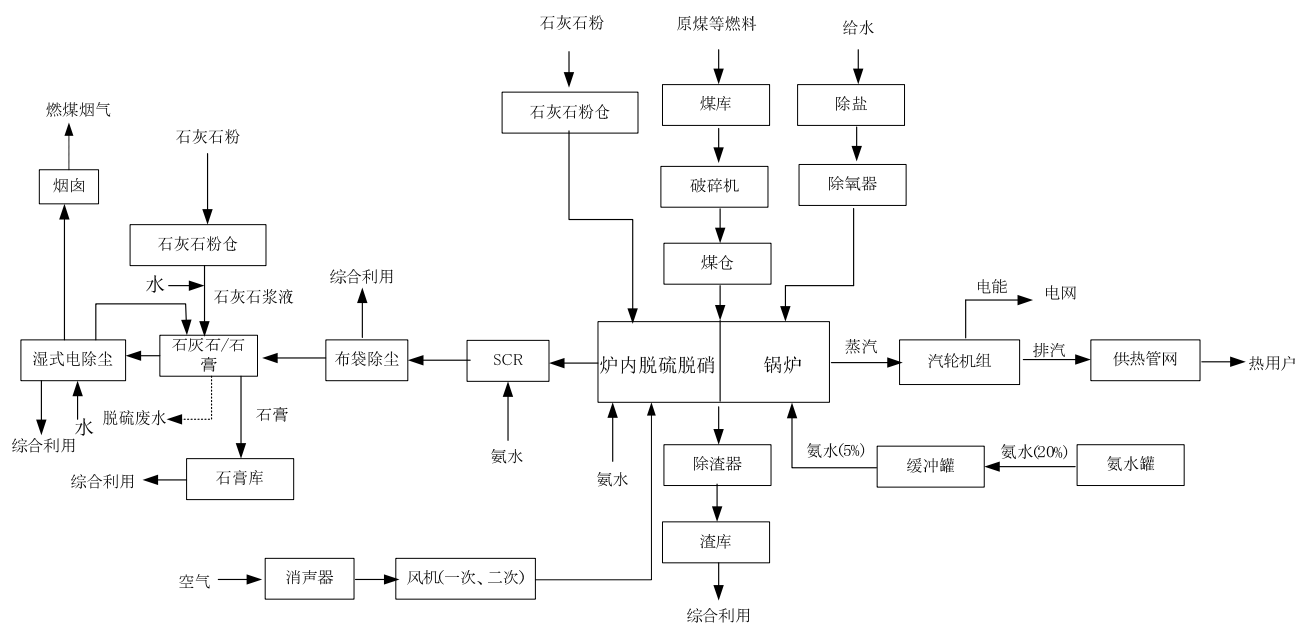 石灰石粉
原煤等燃料
给水
石灰石粉仓
煤库
除盐
燃煤烟气
石灰石粉
烟囱
破碎机
除氧器
石灰石粉仓
煤仓
水
石灰石浆液
综合利用
电能
电网
湿式电除尘
石灰石/石
膏
布袋除尘
SCR
炉内脱硫脱硝
锅炉
蒸汽
汽轮机组
排汽
供热管网
热用户
脱硫废水
石膏
综合利用
水
氨水
氨水
除渣器
氨水(5%)
缓冲罐
氨水(20%)
氨水罐
综合利用
石膏库
渣库
空气
消声器
风机(一次、二次)
综合利用